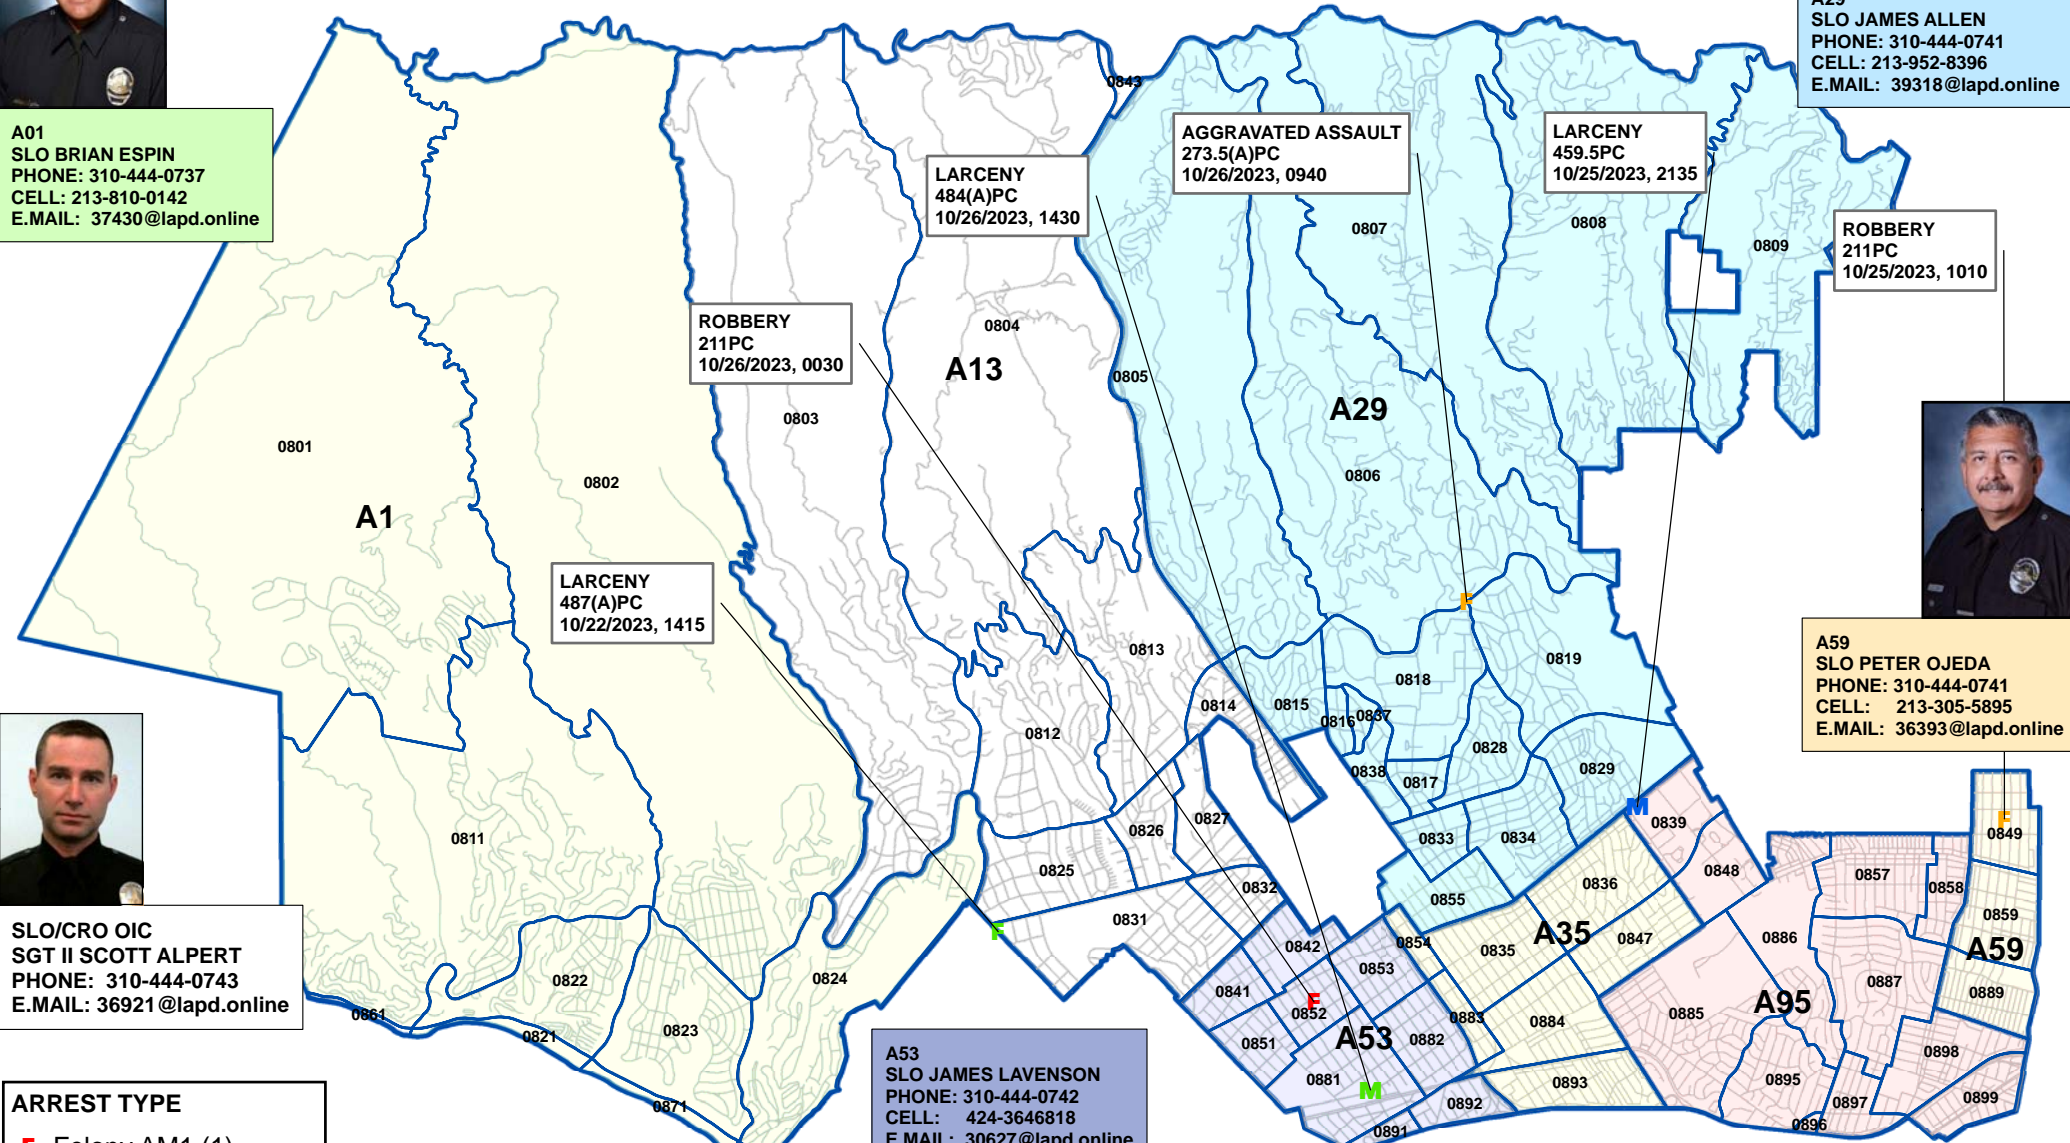 A29
SLO JAMES ALLEN
PHONE: 310-444-0741
CELL: 213-952-8396
E.MAIL: 39318@lapd.online
A01
SLO BRIAN ESPIN
PHONE: 310-444-0737
CELL: 213-810-0142
E.MAIL: 37430@lapd.online
LARCENY
484(A)PC
10/26/2023, 1430
AGGRAVATED ASSAULT
273.5(A)PC
10/26/2023, 0940
LARCENY
459.5PC
10/25/2023, 2135
ROBBERY
211PC
10/25/2023, 1010
ROBBERY
211PC
10/26/2023, 0030
LARCENY
487(A)PC
10/22/2023, 1415
A59
SLO PETER OJEDA
PHONE: 310-444-0741
CELL: 213-305-5895
E.MAIL: 36393@lapd.online
SLO/CRO OIC
SGT II SCOTT ALPERT
PHONE: 310-444-0743
E.MAIL: 36921@lapd.online
A53
SLO JAMES LAVENSON
PHONE: 310-444-0742
CELL: 424-3646818
E.MAIL: 30627@lapd.online
ARREST TYPE
F Felony AM1 (1)
A1
A13
A29
A35
A53
A59
A95
0843
0807
0808
0809
0804
0805
0803
0801
0802
0806
0813
0819
0818
0814
0815
0816
0837
0812
0828
0838
0817
0829
0811
0826
0827
0833
0834
0839
0849
0825
0832
0836
0848
0857
0858
0831
0855
0859
0842
0854
0835
0847
0886
0822
0824
0853
0887
0841
0852
0889
0861
0821
0823
0851
0882
0883
0884
0885
0898
0881
0893
0895
0871
0892
0897
0899
0891
0896
F
F
M
F
F
M